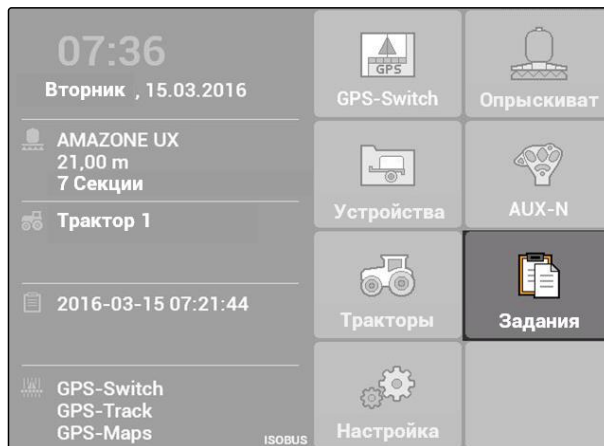 07:36
Вторник , 15.03.2016
AMAZONE UX
21,00 m
7 Секции
Трактор 1
2016-03-15 07:21:44
GPS-Switch
GPS-Track
GPS-Maps
ISOBUS
GPS
GPS-Switch
Опрыскиват
Устройства
AUX-N
Тракторы
Задания
Настройка